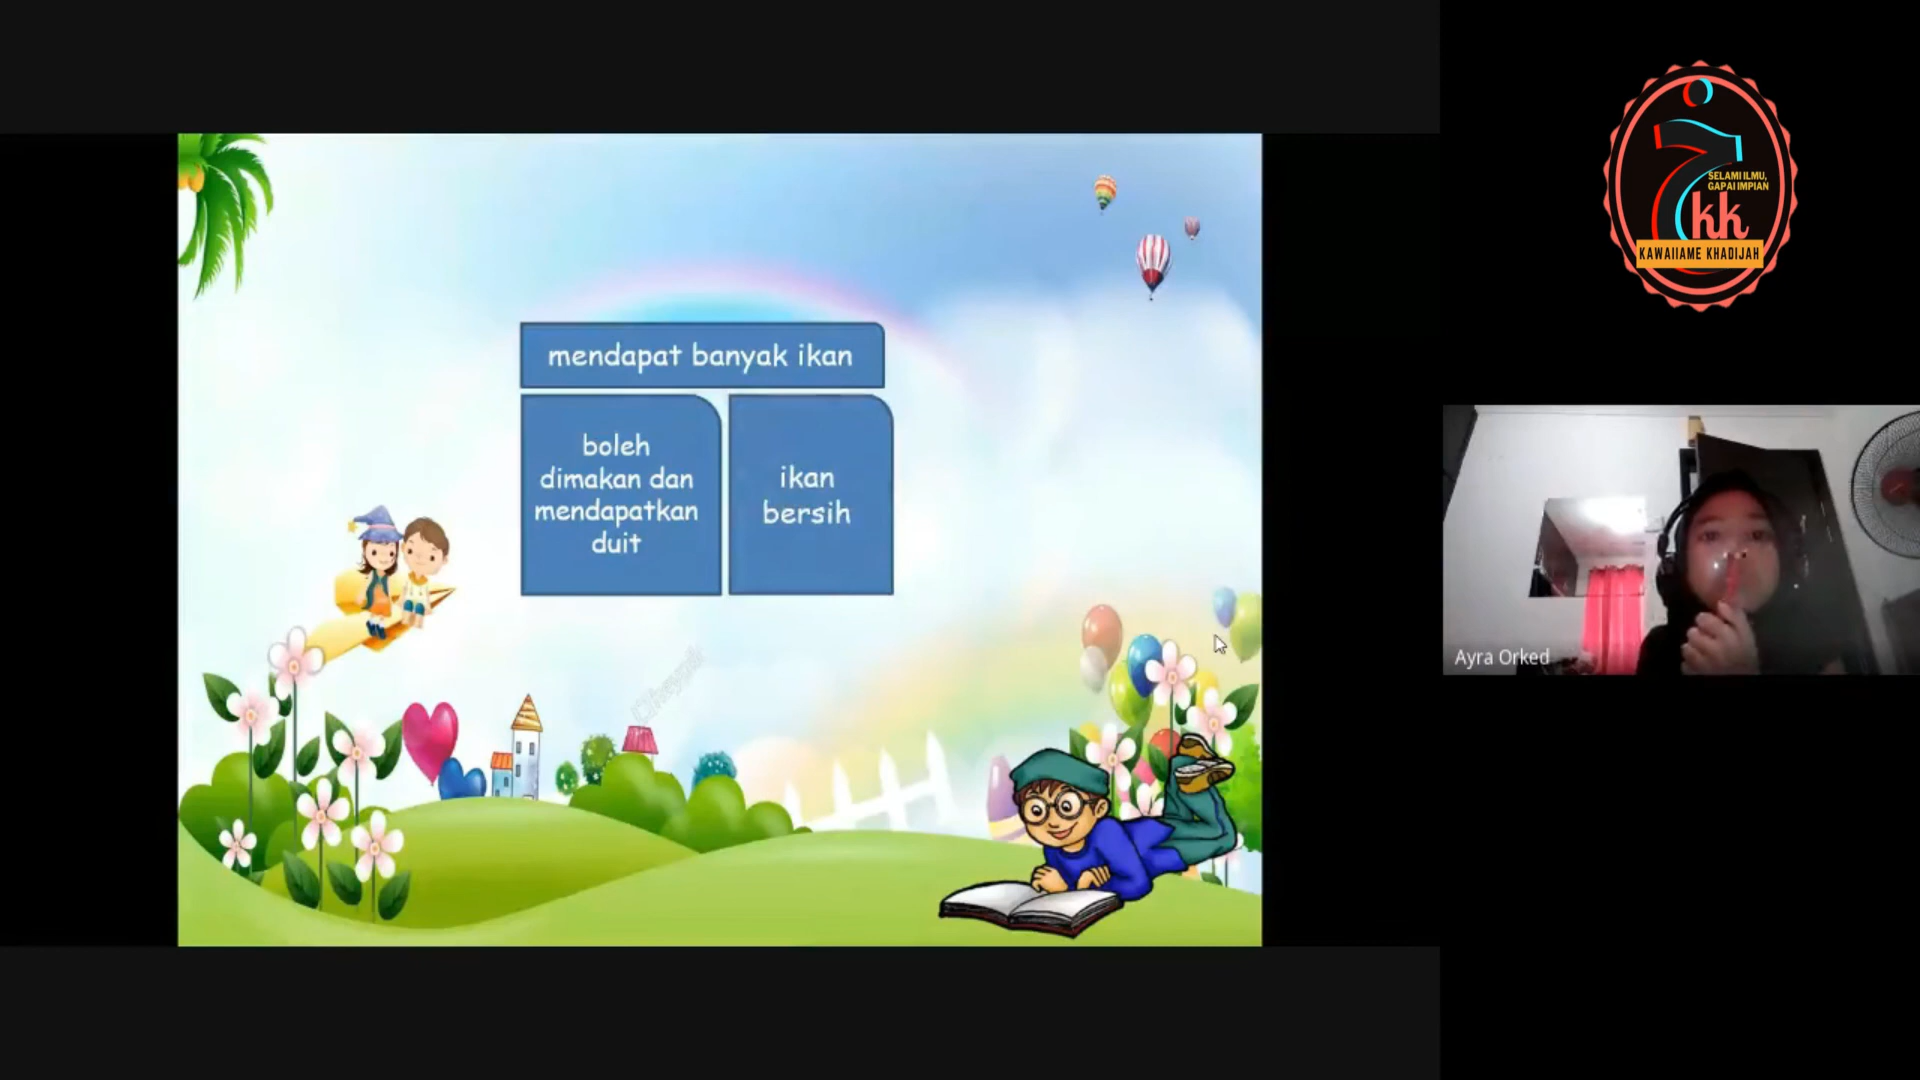 mendapat banyak ikan
boleh
dimakan dan
mendapatkan
duit
ikan
bersih
SELAMI ILMU,
GAPAI IMPIAN
kk
KAWAIIAME KHADIJAH
Ayra Orked